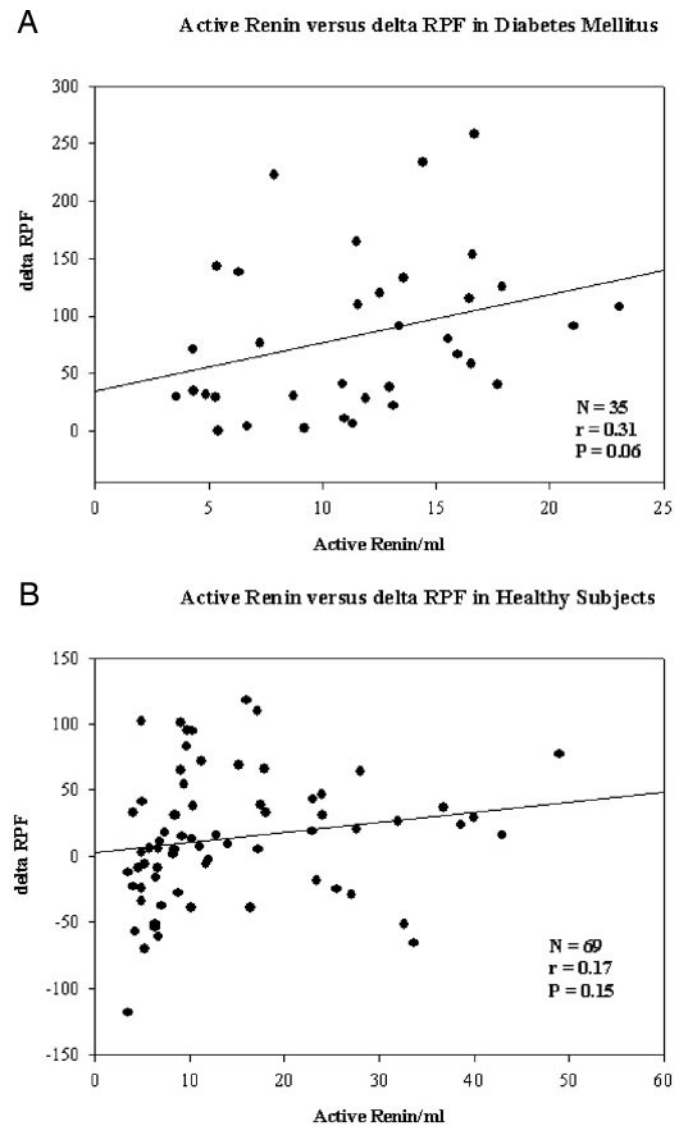 A
Active Renin versus delta RPF in Diabetes Mellitus
300
250
200
150
100
50
0
delta RPF
N = 35
r = 0.31
P = 0.06
0 5 10 15 20 25
Active Renin/ml
B
Active Renin versus delta RPF in Healthy Subjects
150
100
50
0
-50
-100
-150
delta RPF
N = 69
r = 0.17
P = 0.15
0 10 20 30 40 50 60
Active Renin/ml